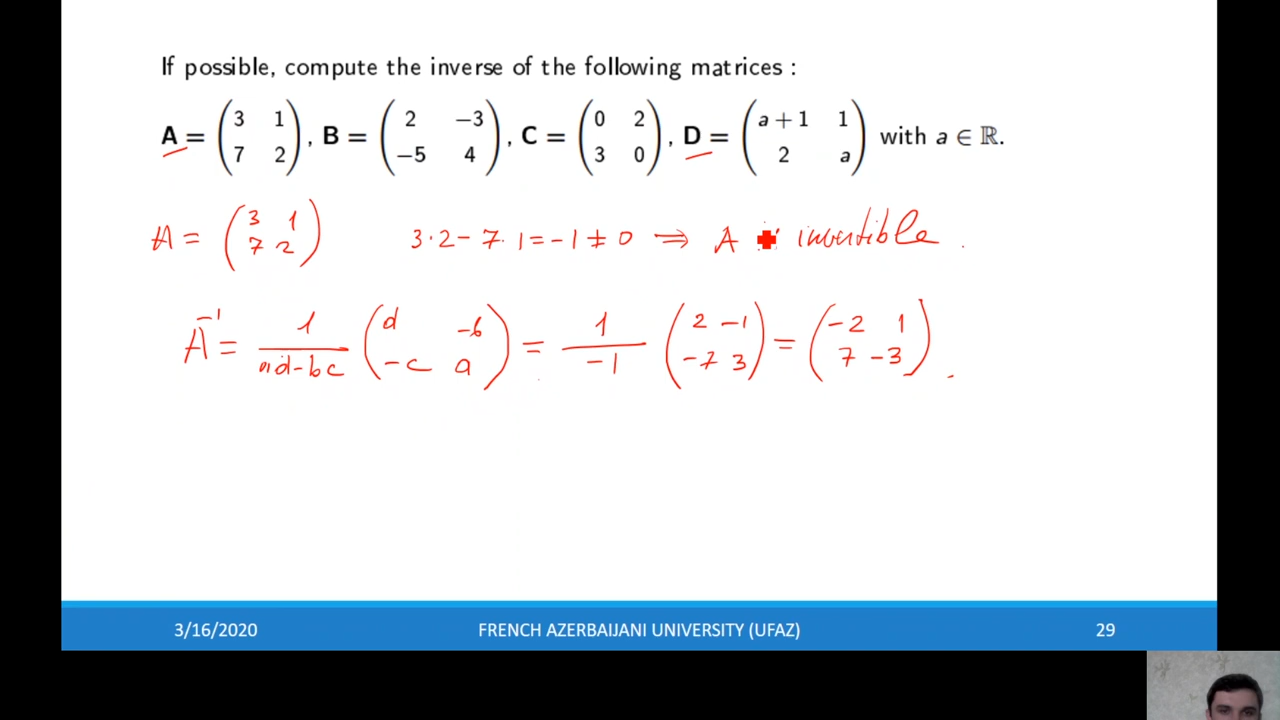 If possible, compute the inverse of the following matrices :
A = (3 1 / 7 2), B = (2 −3 / −5 4), C = (0 2 / 3 0), D = (a + 1 1 / 2 a) with a ∈ ℝ.
A = (3 1 / 7 2) 3·2 − 7·1 = −1 ≠ 0 ⇒ A invertible
A⁻¹ = 1/(ad−bc) (d −b / −c a) = 1/(−1) (2 −1 / −7 3) = (−2 1 / 7 −3).
3/16/2020 FRENCH AZERBAIJANI UNIVERSITY (UFAZ) 29